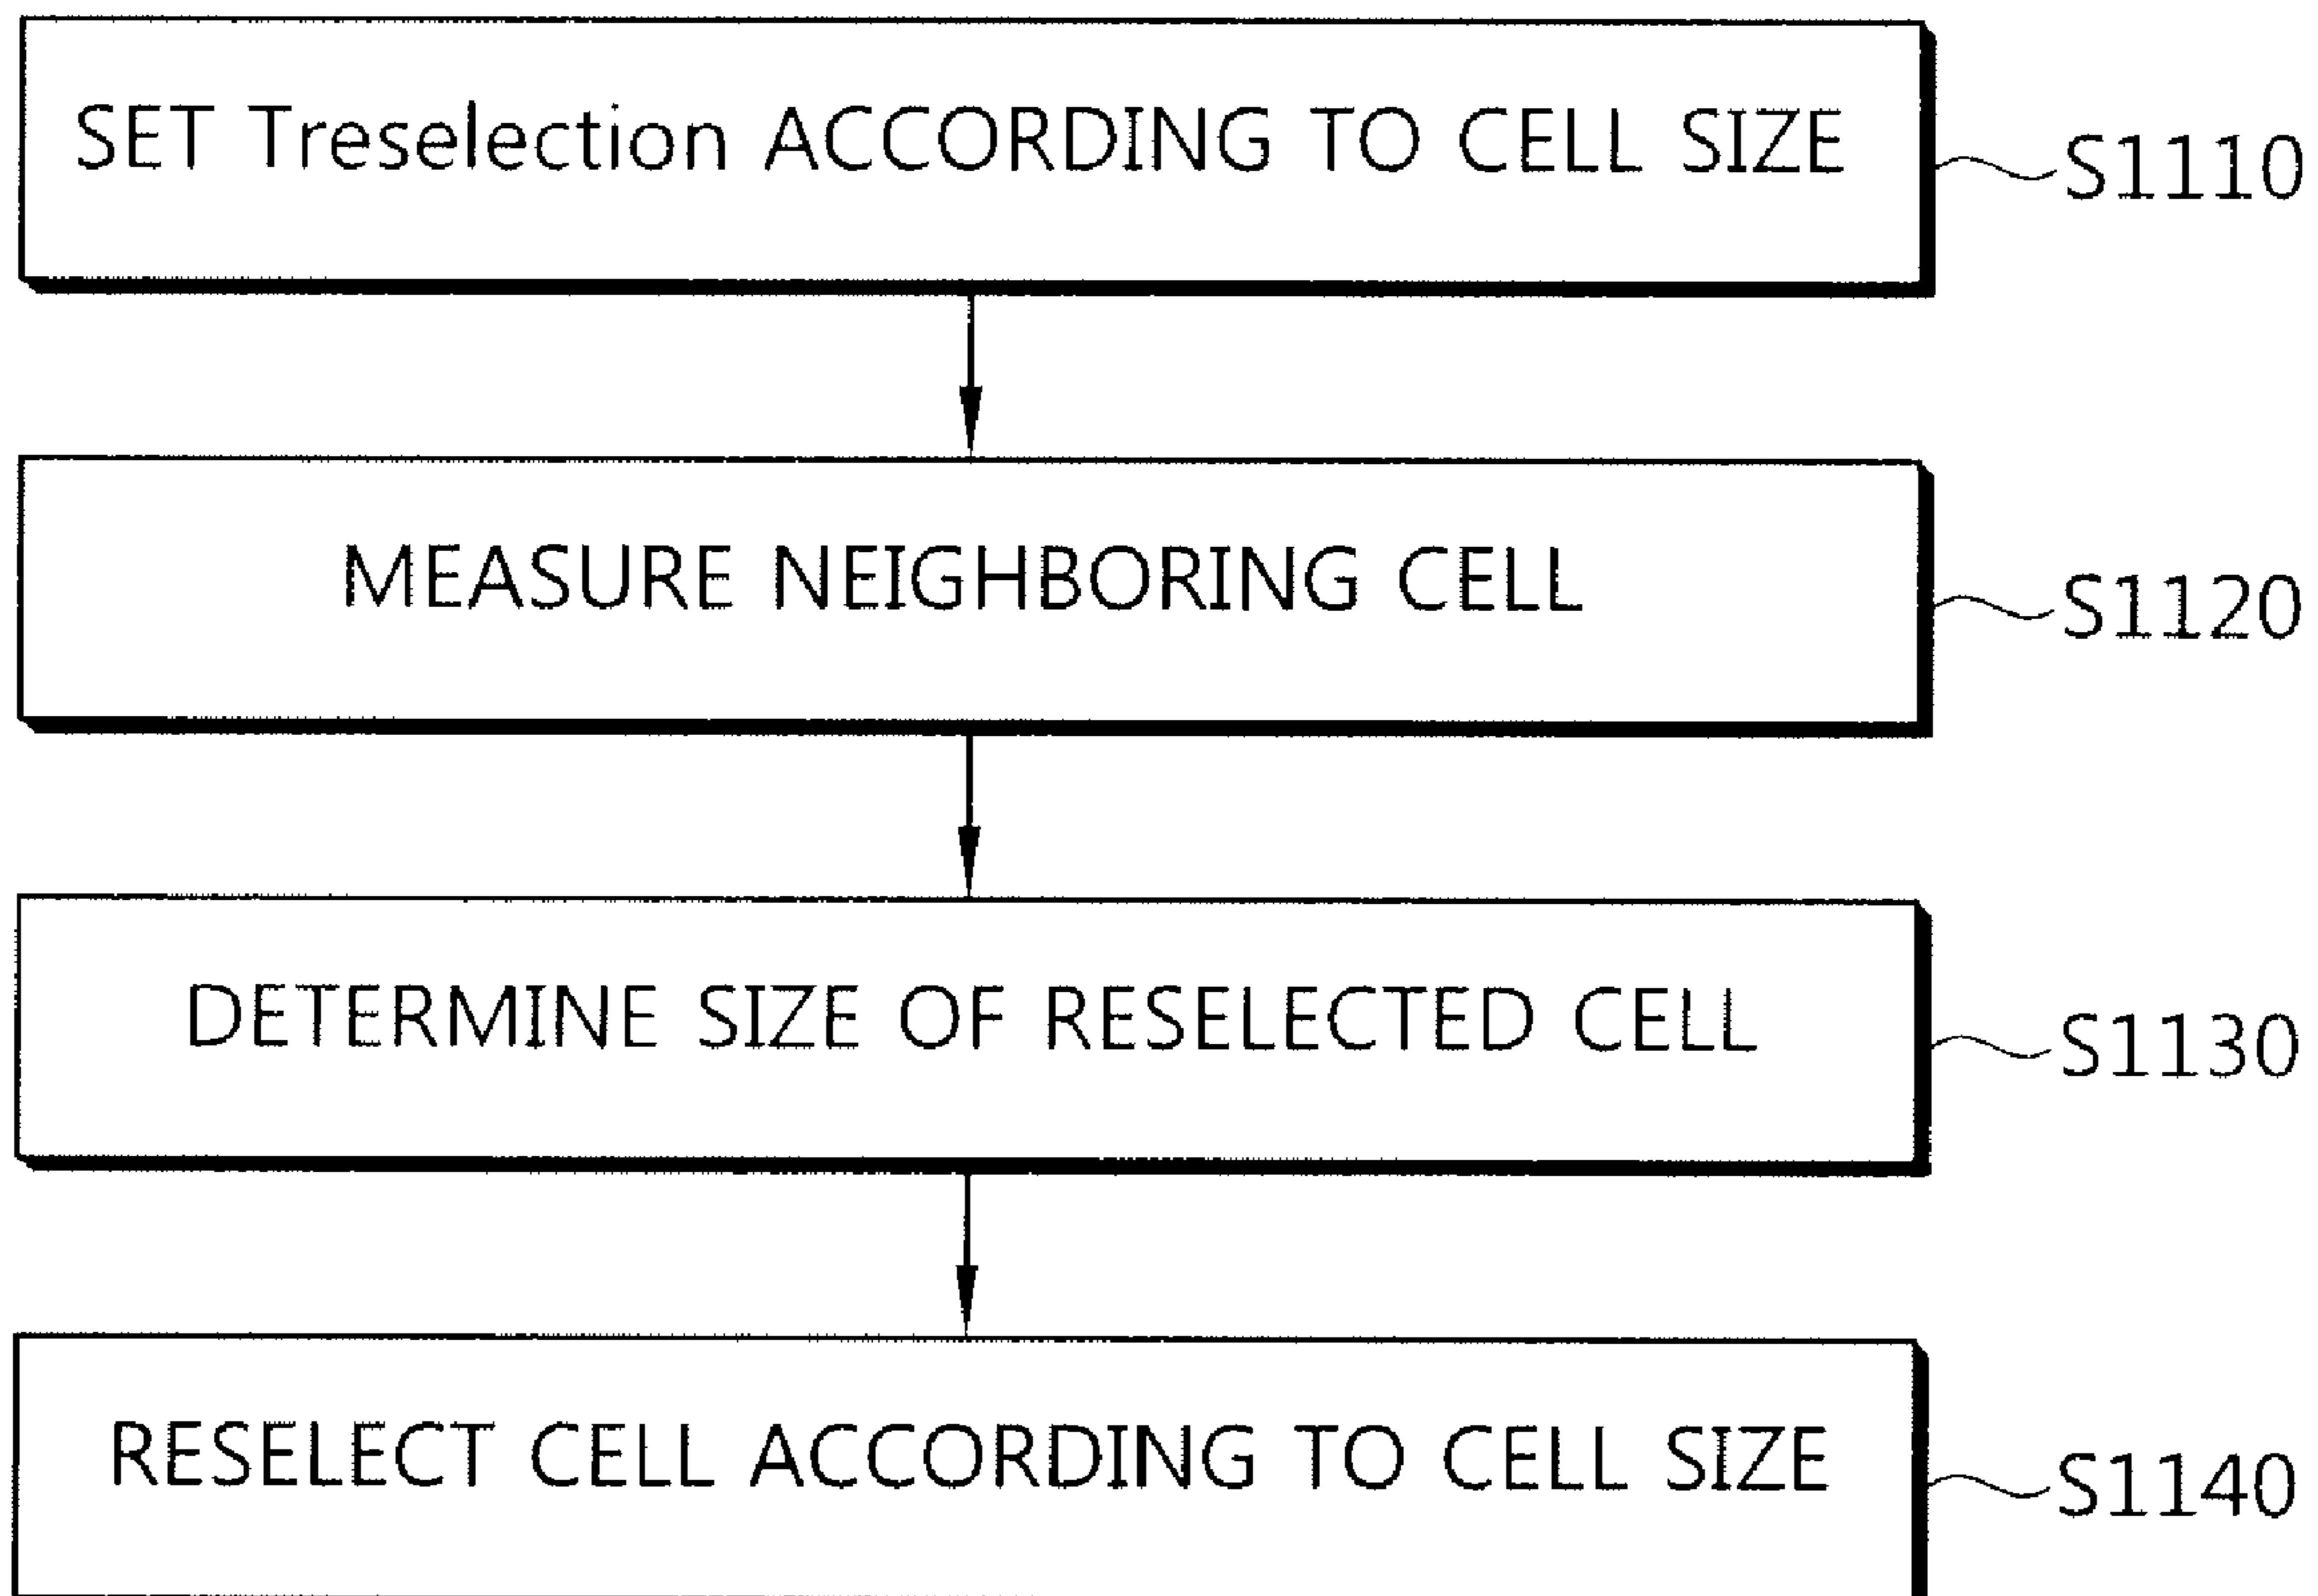 SET Treselection ACCORDING TO CELL SIZE
S1110
MEASURE NEIGHBORING CELL
S1120
DETERMINE SIZE OF RESELECTED CELL
S1130
RESELECT CELL ACCORDING TO CELL SIZE
S1140